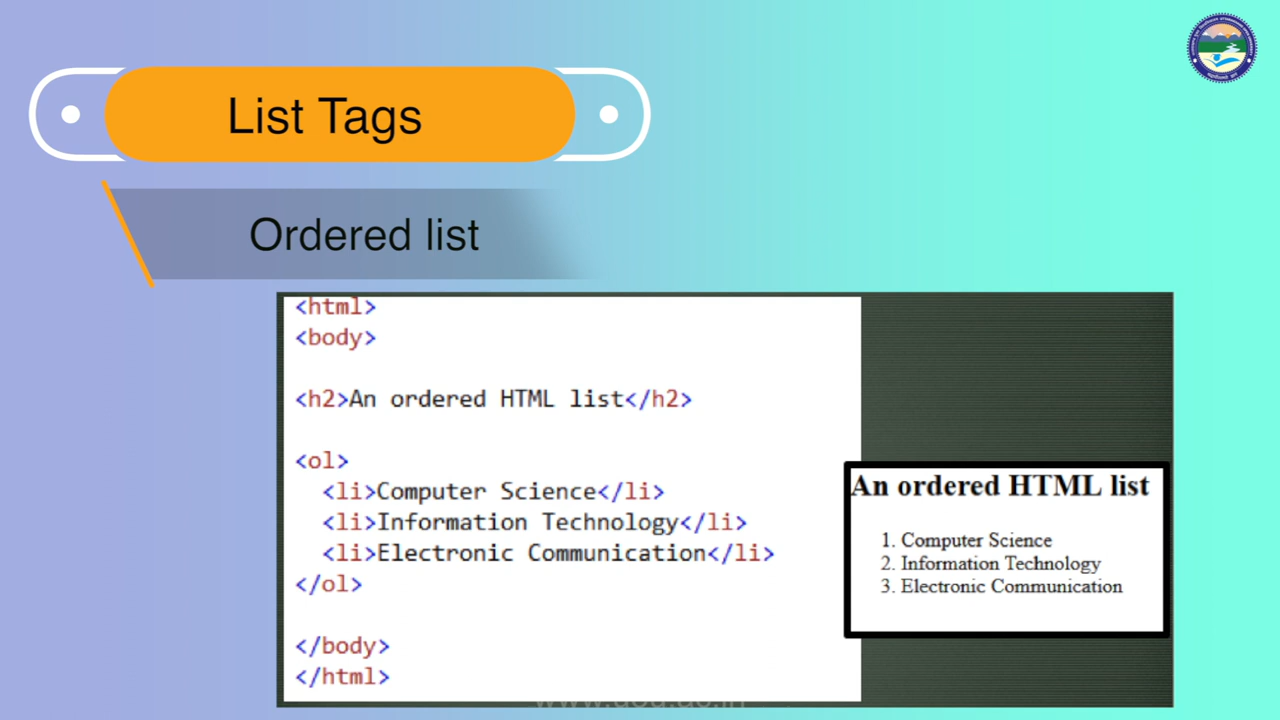 List Tags
Ordered list
<html>
<body>
<h2>An ordered HTML list</h2>
<ol>
<li>Computer Science</li>
<li>Information Technology</li>
<li>Electronic Communication</li>
</ol>
</body>
</html>
An ordered HTML list
1. Computer Science
2. Information Technology
3. Electronic Communication